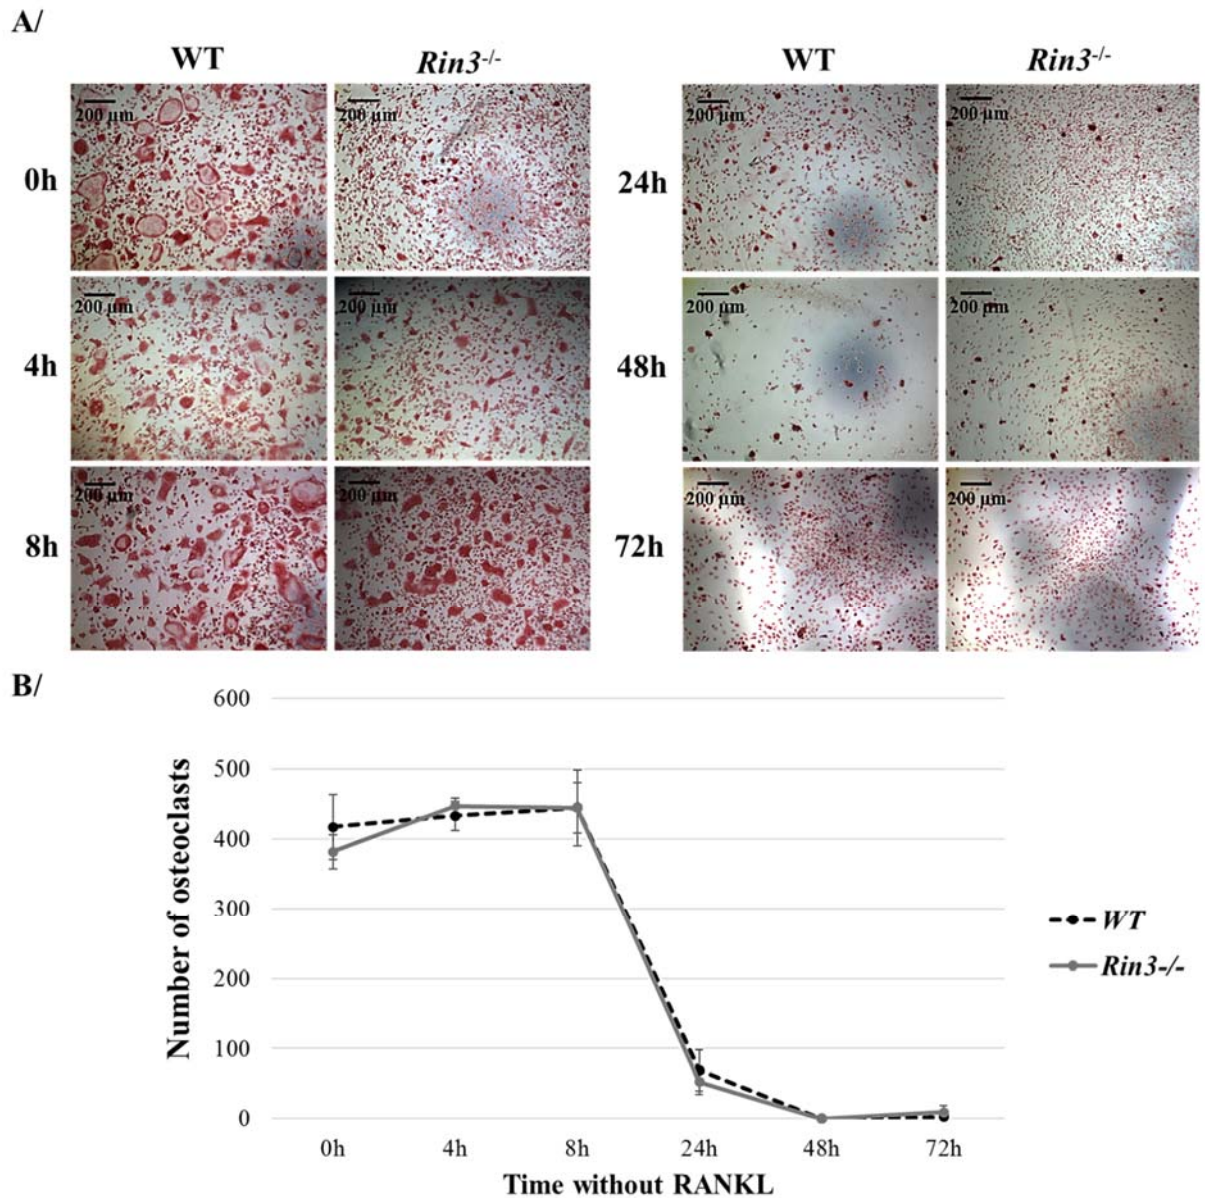 A/
WT Rin3-/- WT Rin3-/-
200 µm 200 µm 200 µm 200 µm
0h 24h
200 µm 200 µm 200 µm 200 µm
4h 48h
200 µm 200 µm 200 µm 200 µm
8h 72h
B/
600
500
400
300
200
100
0
Number of osteoclasts
0h 4h 8h 24h 48h 72h
Time without RANKL
WT
Rin3-/-